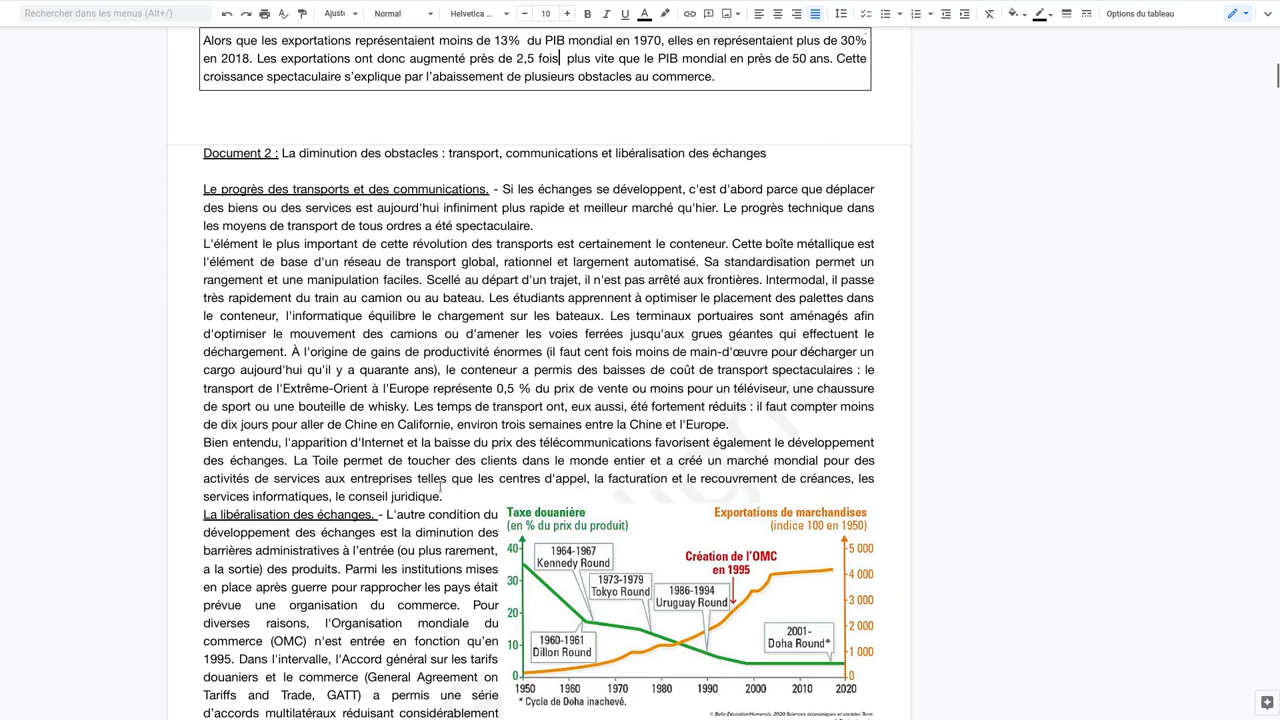 Rechercher dans les menus (Alt+/)
Ajuste
Normal
Helvetica ...
10
B I U A
Options du tableau
Alors que les exportations représentaient moins de 13% du PIB mondial en 1970, elles en représentaient plus de 30%
en 2018. Les exportations ont donc augmenté près de 2,5 fois plus vite que le PIB mondial en près de 50 ans. Cette
croissance spectaculaire s’explique par l’abaissement de plusieurs obstacles au commerce.
Document 2 : La diminution des obstacles : transport, communications et libéralisation des échanges
Le progrès des transports et des communications. - Si les échanges se développent, c'est d'abord parce que déplacer
des biens ou des services est aujourd'hui infiniment plus rapide et meilleur marché qu'hier. Le progrès technique dans
les moyens de transport de tous ordres a été spectaculaire.
L'élément le plus important de cette révolution des transports est certainement le conteneur. Cette boîte métallique est
l'élément de base d'un réseau de transport global, rationnel et largement automatisé. Sa standardisation permet un
rangement et une manipulation faciles. Scellé au départ d'un trajet, il n'est pas arrêté aux frontières. Intermodal, il passe
très rapidement du train au camion ou au bateau. Les étudiants apprennent à optimiser le placement des palettes dans
le conteneur, l'informatique équilibre le chargement sur les bateaux. Les terminaux portuaires sont aménagés afin
d'optimiser le mouvement des camions ou d'amener les voies ferrées jusqu'aux grues géantes qui effectuent le
déchargement. À l'origine de gains de productivité énormes (il faut cent fois moins de main-d'œuvre pour décharger un
cargo aujourd'hui qu'il y a quarante ans), le conteneur a permis des baisses de coût de transport spectaculaires : le
transport de l'Extrême-Orient à l'Europe représente 0,5 % du prix de vente ou moins pour un téléviseur, une chaussure
de sport ou une bouteille de whisky. Les temps de transport ont, eux aussi, été fortement réduits : il faut compter moins
de dix jours pour aller de Chine en Californie, environ trois semaines entre la Chine et l'Europe.
Bien entendu, l'apparition d'Internet et la baisse du prix des télécommunications favorisent également le développement
des échanges. La Toile permet de toucher des clients dans le monde entier et a créé un marché mondial pour des
activités de services aux entreprises telles que les centres d'appel, la facturation et le recouvrement de créances, les
services informatiques, le conseil juridique.
La libéralisation des échanges. - L'autre condition du
développement des échanges est la diminution des
barrières administratives à l'entrée (ou plus rarement,
a la sortie) des produits. Parmi les institutions mises
en place après guerre pour rapprocher les pays était
prévue une organisation du commerce. Pour
diverses raisons, l'Organisation mondiale du
commerce (OMC) n'est entrée en fonction qu'en
1995. Dans l'intervalle, l'Accord général sur les tarifs
douaniers et le commerce (General Agreement on
Tariffs and Trade, GATT) a permis une série
d'accords multilatéraux réduisant considérablement
Taxe douanière
(en % du prix du produit)
Exportations de marchandises
(indice 100 en 1950)
40
30
20
10
0
1964-1967
Kennedy Round
1973-1979
Tokyo Round
1986-1994
Uruguay Round
Création de l’OMC
en 1995
1960-1961
Dillon Round
2001-
Doha Round*
5 000
4 000
3 000
2 000
1 000
0
1950 1960 1970 1980 1990 2000 2010 2020
* Cycle de Doha inachevé.